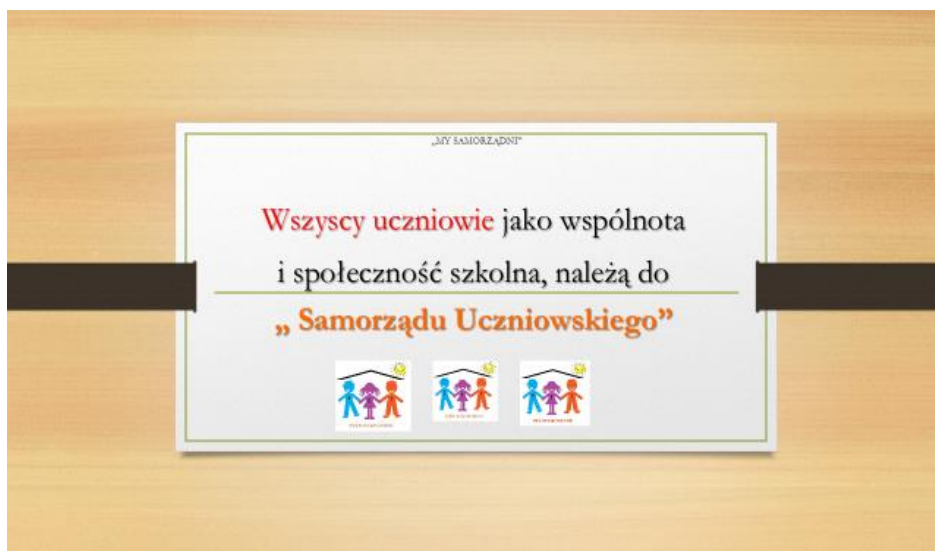 „MY SAMORZĄDNI”
Wszyscy uczniowie jako wspólnota
i społeczność szkolna, należą do
„ Samorządu Uczniowskiego”